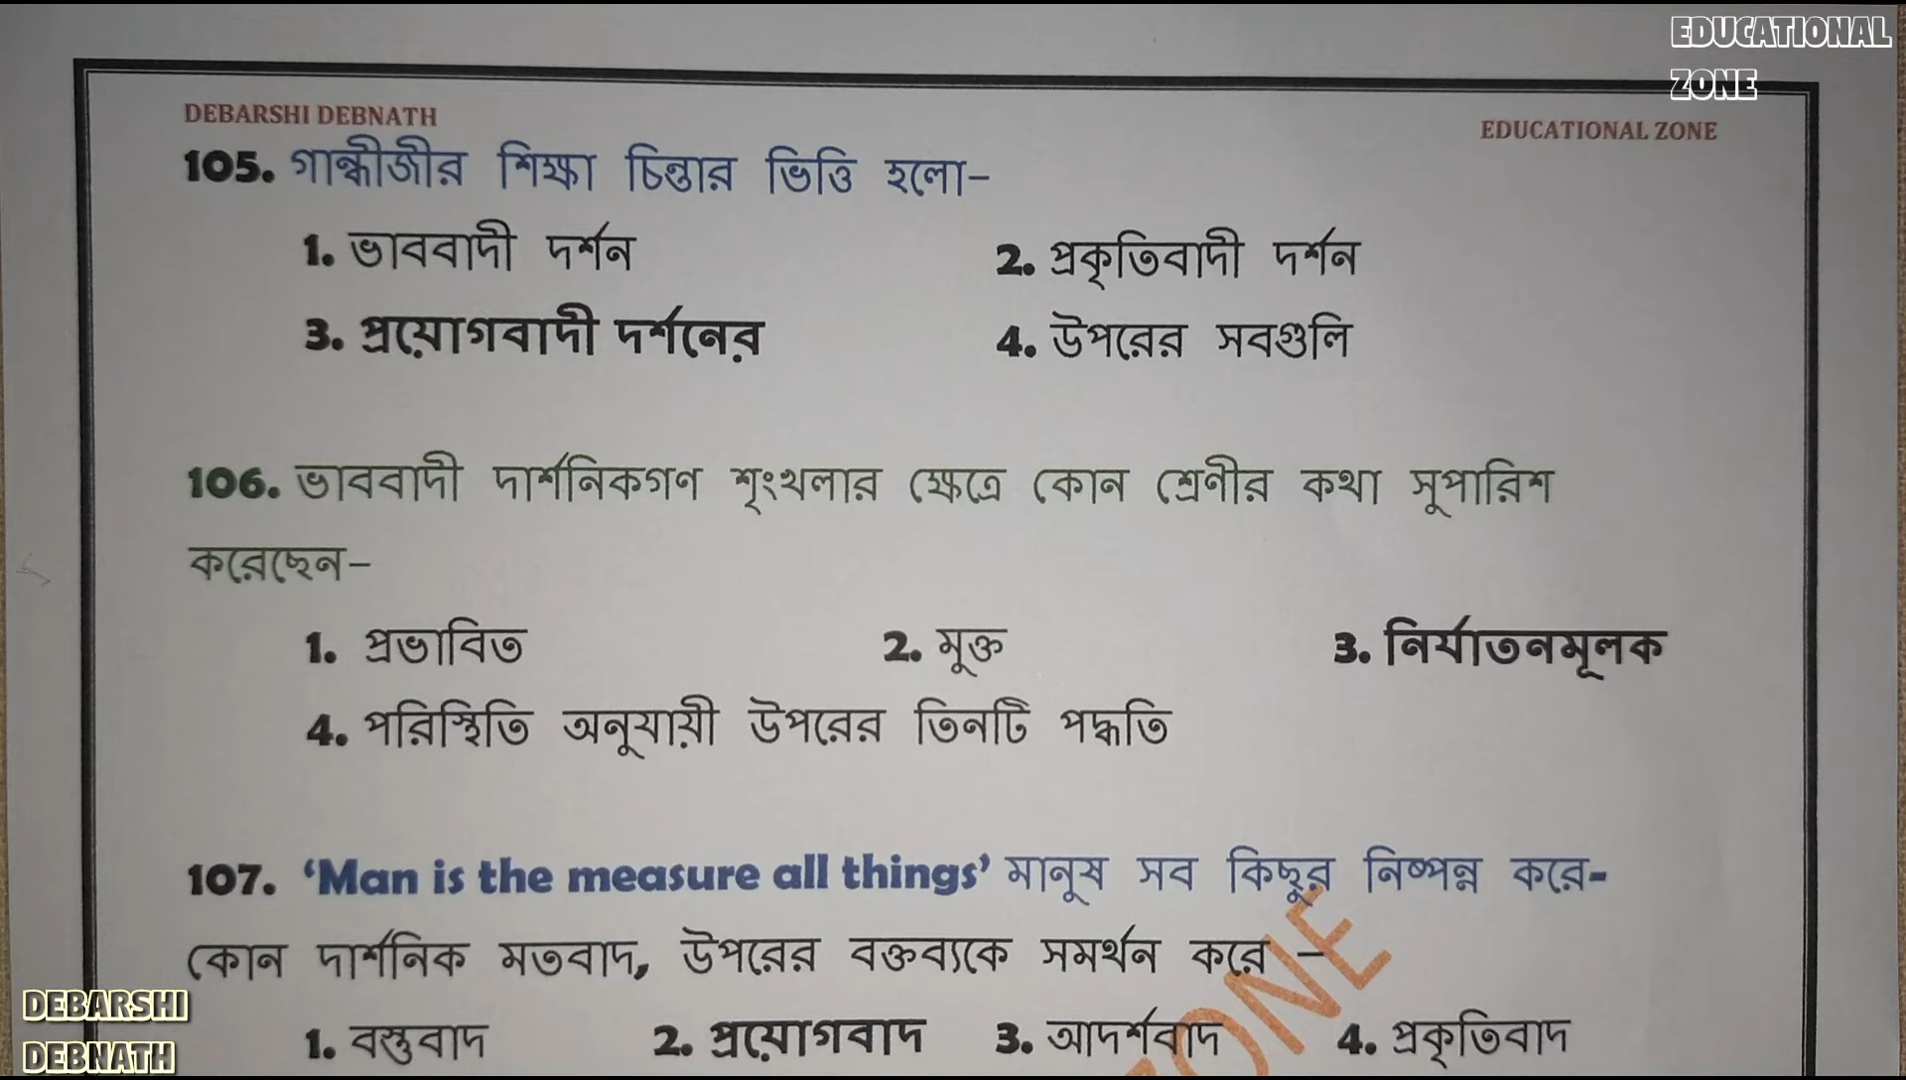 EDUCATIONAL
ZONE
DEBARSHI DEBNATH
EDUCATIONAL ZONE
105. গান্ধীজীর শিক্ষা চিন্তার ভিত্তি হলো-
1. ভাববাদী দর্শন 2. প্রকৃতিবাদী দর্শন
3. প্রয়োগবাদী দর্শনের 4. উপরের সবগুলি
106. ভাববাদী দার্শনিকগণ শৃংখলার ক্ষেত্রে কোন শ্রেণীর কথা সুপারিশ
করেছেন-
1. প্রভাবিত 2. মুক্ত 3. নির্যাতনমূলক
4. পরিস্থিতি অনুযায়ী উপরের তিনটি পদ্ধতি
107. ‘Man is the measure all things’ মানুষ সব কিছুর নিষ্পন্ন করে-
কোন দার্শনিক মতবাদ, উপরের বক্তব্যকে সমর্থন করে -
1. বস্তুবাদ 2. প্রয়োগবাদ 3. আদর্শবাদ 4. প্রকৃতিবাদ
ZONE
DEBARSHI
DEBNATH